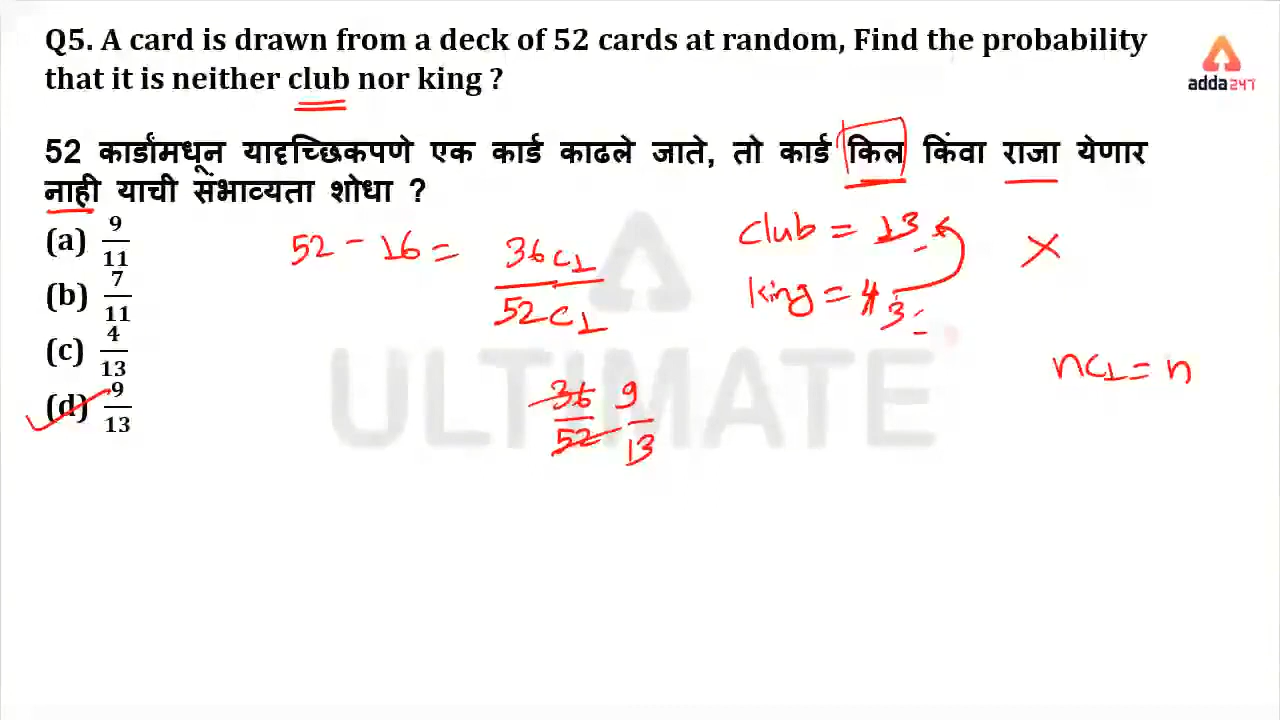 Q5. A card is drawn from a deck of 52 cards at random, Find the probability
that it is neither club nor king ?
adda247
52 कार्डांमधून यादृच्छिकपणे एक कार्ड काढले जाते, तो कार्ड किल किंवा राजा येणार
नाही याची संभाव्यता शोधा ?
(a) 9/11
(b) 7/11
(c) 4/13
(d) 9/13
52 - 16 = 36C1/52C1
club = 13
king = 4 3
X
nC1 = n
36/52 9/13
ULTIMATE